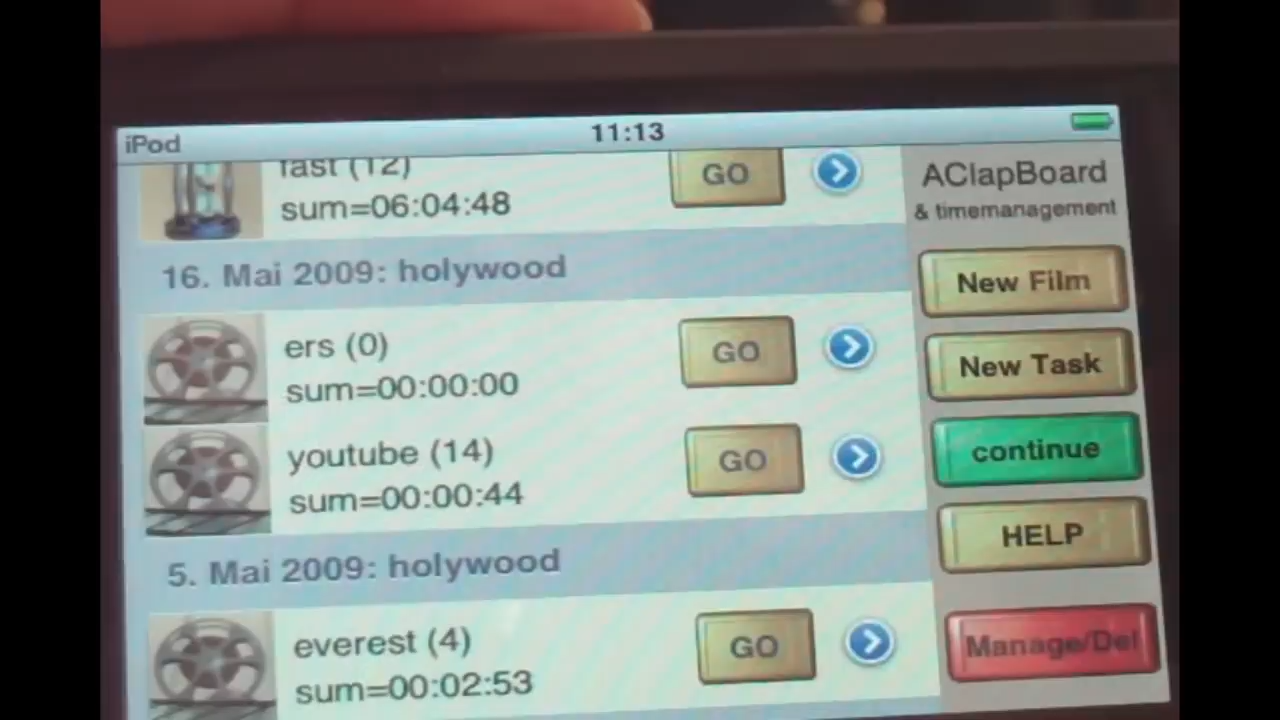 iPod
11:13
fast (12)
GO
sum=06:04:48
AClapBoard
& timemanagement
16. Mai 2009: holywood
New Film
ers (0)
GO
sum=00:00:00
New Task
youtube (14)
GO
sum=00:00:44
continue
HELP
5. Mai 2009: holywood
everest (4)
GO
sum=00:02:53
Manage/Del